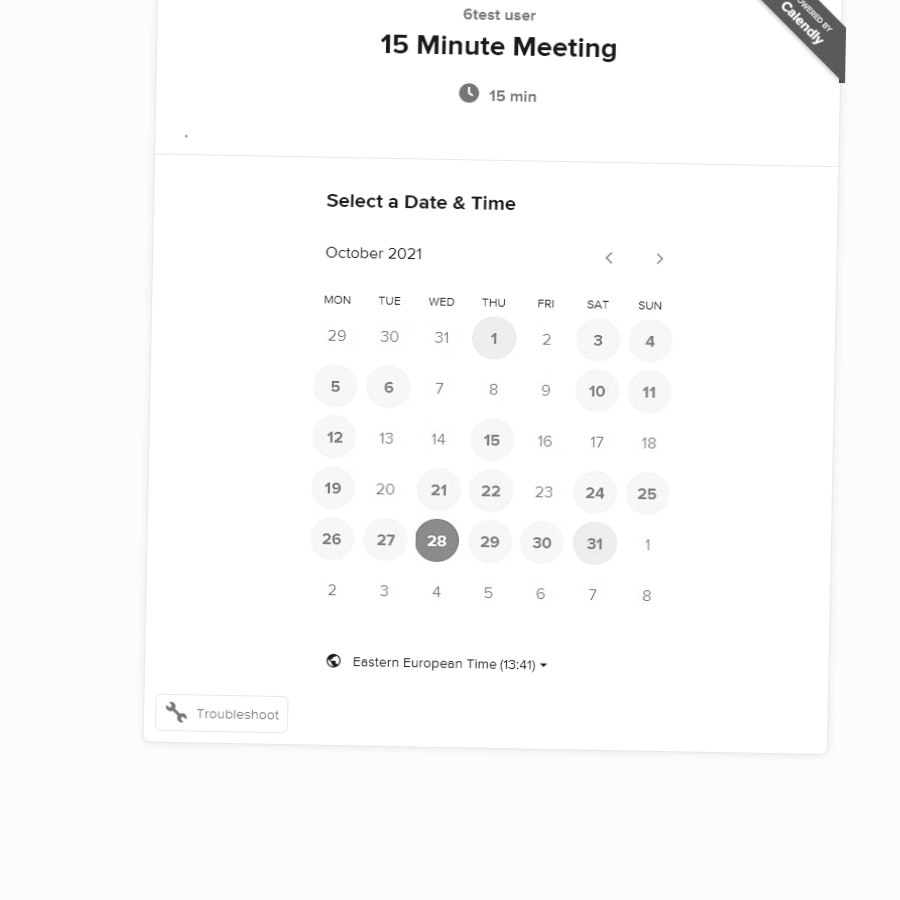 6test user
15 Minute Meeting
15 min
POWERED BY
Calendly
Select a Date & Time
October 2021
MON TUE WED THU FRI SAT SUN
29 30 31 1 2 3 4
5 6 7 8 9 10 11
12 13 14 15 16 17 18
19 20 21 22 23 24 25
26 27 28 29 30 31 1
2 3 4 5 6 7 8
Eastern European Time (13:41)
Troubleshoot